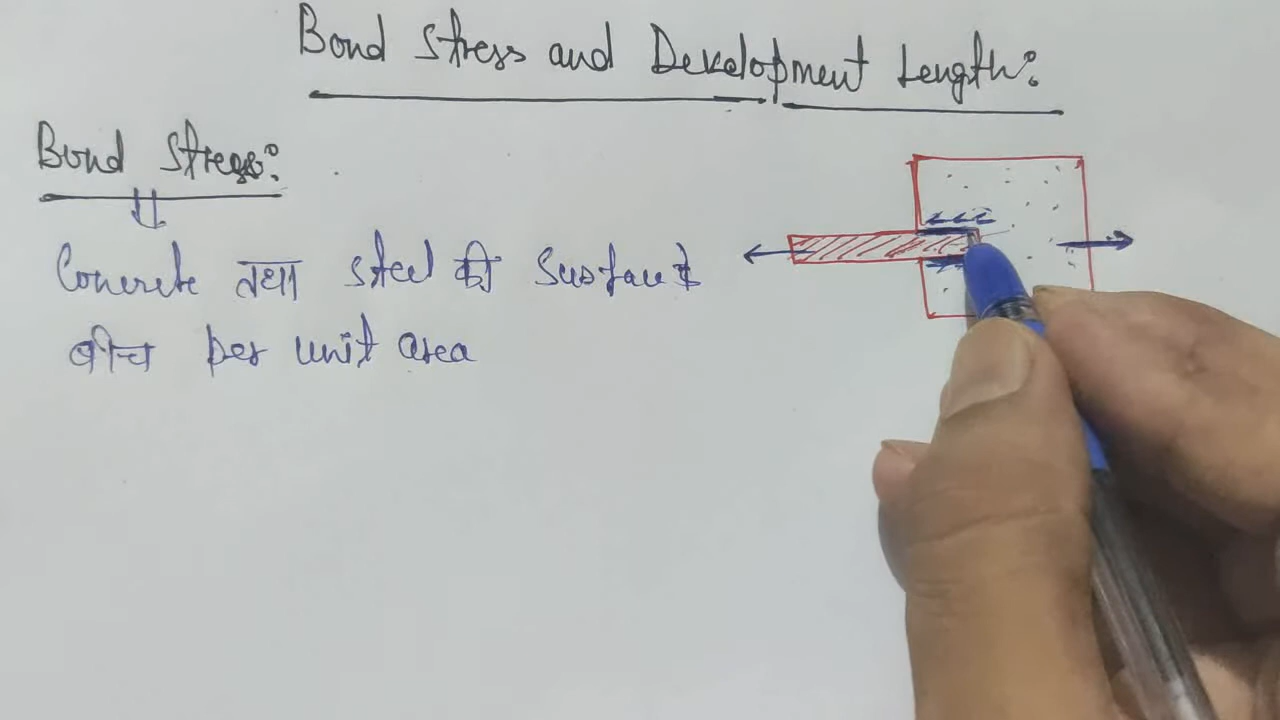 Bond Stress and Development Length:
Bond Stress:
Concrete तथा steel की Surface के
बीच per unit area